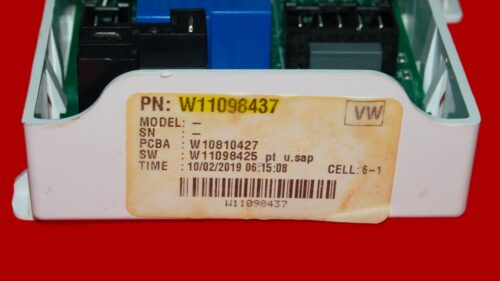 PN: W11098437
VW
MODEL: –
SN : –
PCBA : W10810427
SW : W11098425 pt u.sap
TIME : 10/02/2019 06:15:08 CELL: 6-1
W11098437